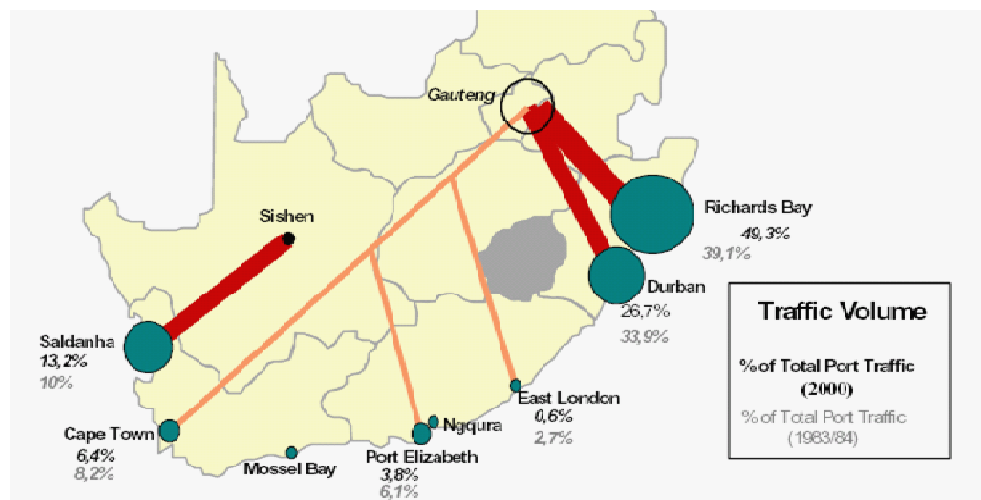 Gauteng
Sishen
Richards Bay
49,3%
39,1%
Durban
26,7%
33,9%
Saldanha
13,2%
10%
Traffic Volume
% of Total Port Traffic
(2000)
% of Total Port Traffic
(1983/84)
East London
0,6%
2,7%
Ngqura
Cape Town
6,4%
8,2%
Mossel Bay
Port Elizabeth
3,8%
6,1%